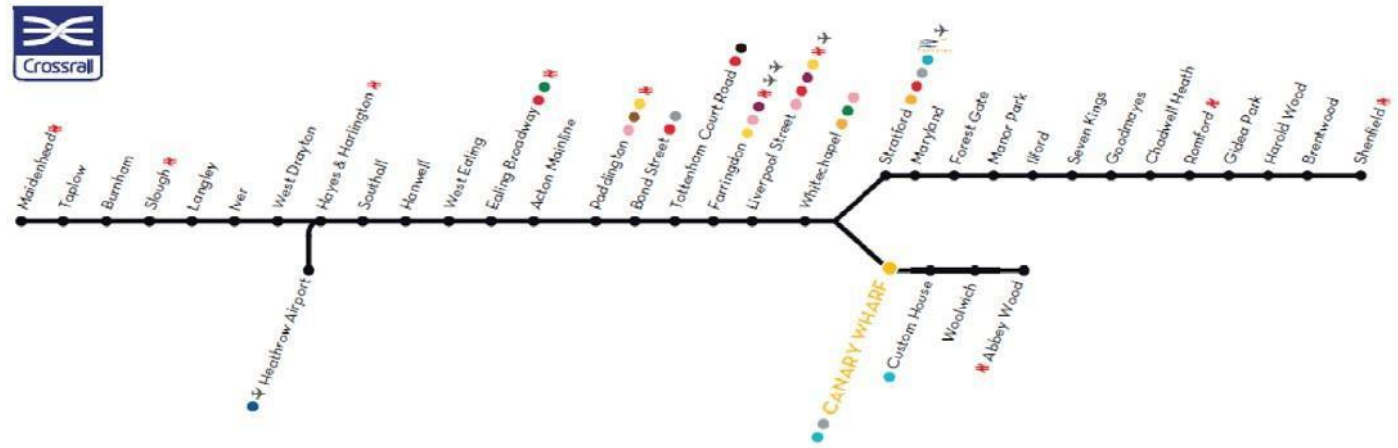 Crossrail
Maidenhead
Taplow
Burnham
Slough
Langley
Iver
West Drayton
Hayes & Harlington
Southall
Hanwell
West Ealing
Ealing Broadway
Acton Mainline
Paddington
Bond Street
Tottenham Court Road
Farringdon
Liverpool Street
Whitechapel
Stratford
Maryland
Forest Gate
Manor Park
Ilford
Seven Kings
Goodmayes
Chadwell Heath
Romford
Gidea Park
Harold Wood
Brentwood
Shenfield
Heathrow Airport
CANARY WHARF
Custom House
Woolwich
Abbey Wood